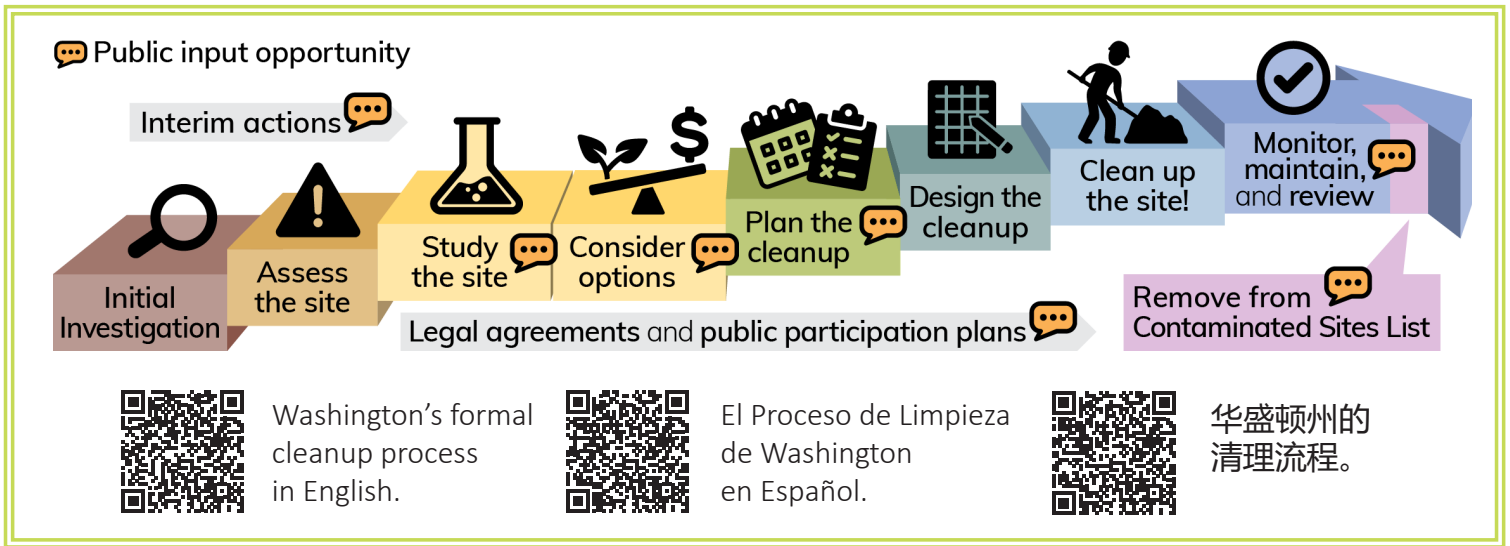 Public input opportunity
Interim actions
Initial
Investigation
Assess
the site
Study
the site
Consider
options
$
Plan the
cleanup
Design the
cleanup
Clean up
the site!
Monitor,
maintain,
and review
Legal agreements and public participation plans
Remove from
Contaminated Sites List
Washington's formal
cleanup process
in English.
El Proceso de Limpieza
de Washington
en Español.
华盛顿州的
清理流程。